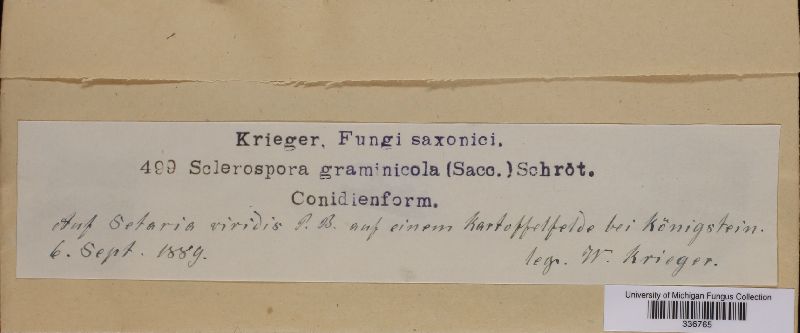 Krieger, Fungi saxonici.
499 Sclerospora graminicola (Sacc.) Schröt.
Conidienform.
Auf Setaria viridis P. B. auf einem Kartoffelfelde bei Königstein.
6. Sept. 1889.
leg. W. Krieger.
University of Michigan Fungus Collection
336765